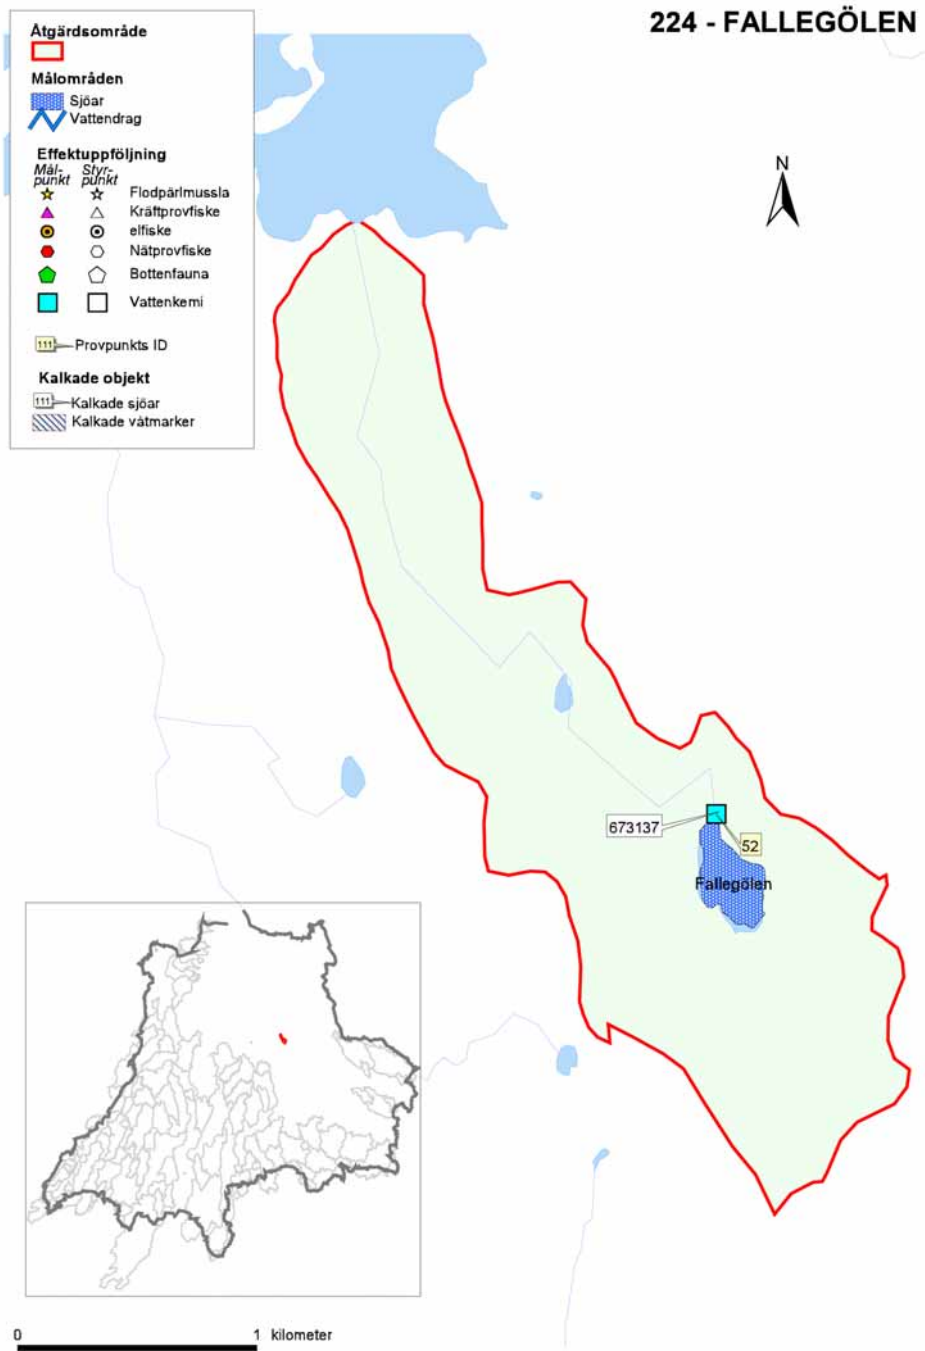 224 - FALLEGÖLEN
Åtgärdsområde
Målområden
Sjöar
Vattendrag
Effektuppföljning
Mål-punkt Styr-punkt
Flodpärlmussla
Kräftprovfiske
elfiske
Nätprovfiske
Bottenfauna
Vattenkemi
111 Provpunkts ID
Kalkade objekt
111 Kalkade sjöar
Kalkade våtmarker
N
673137
52
Fallegölen
0 1 kilometer